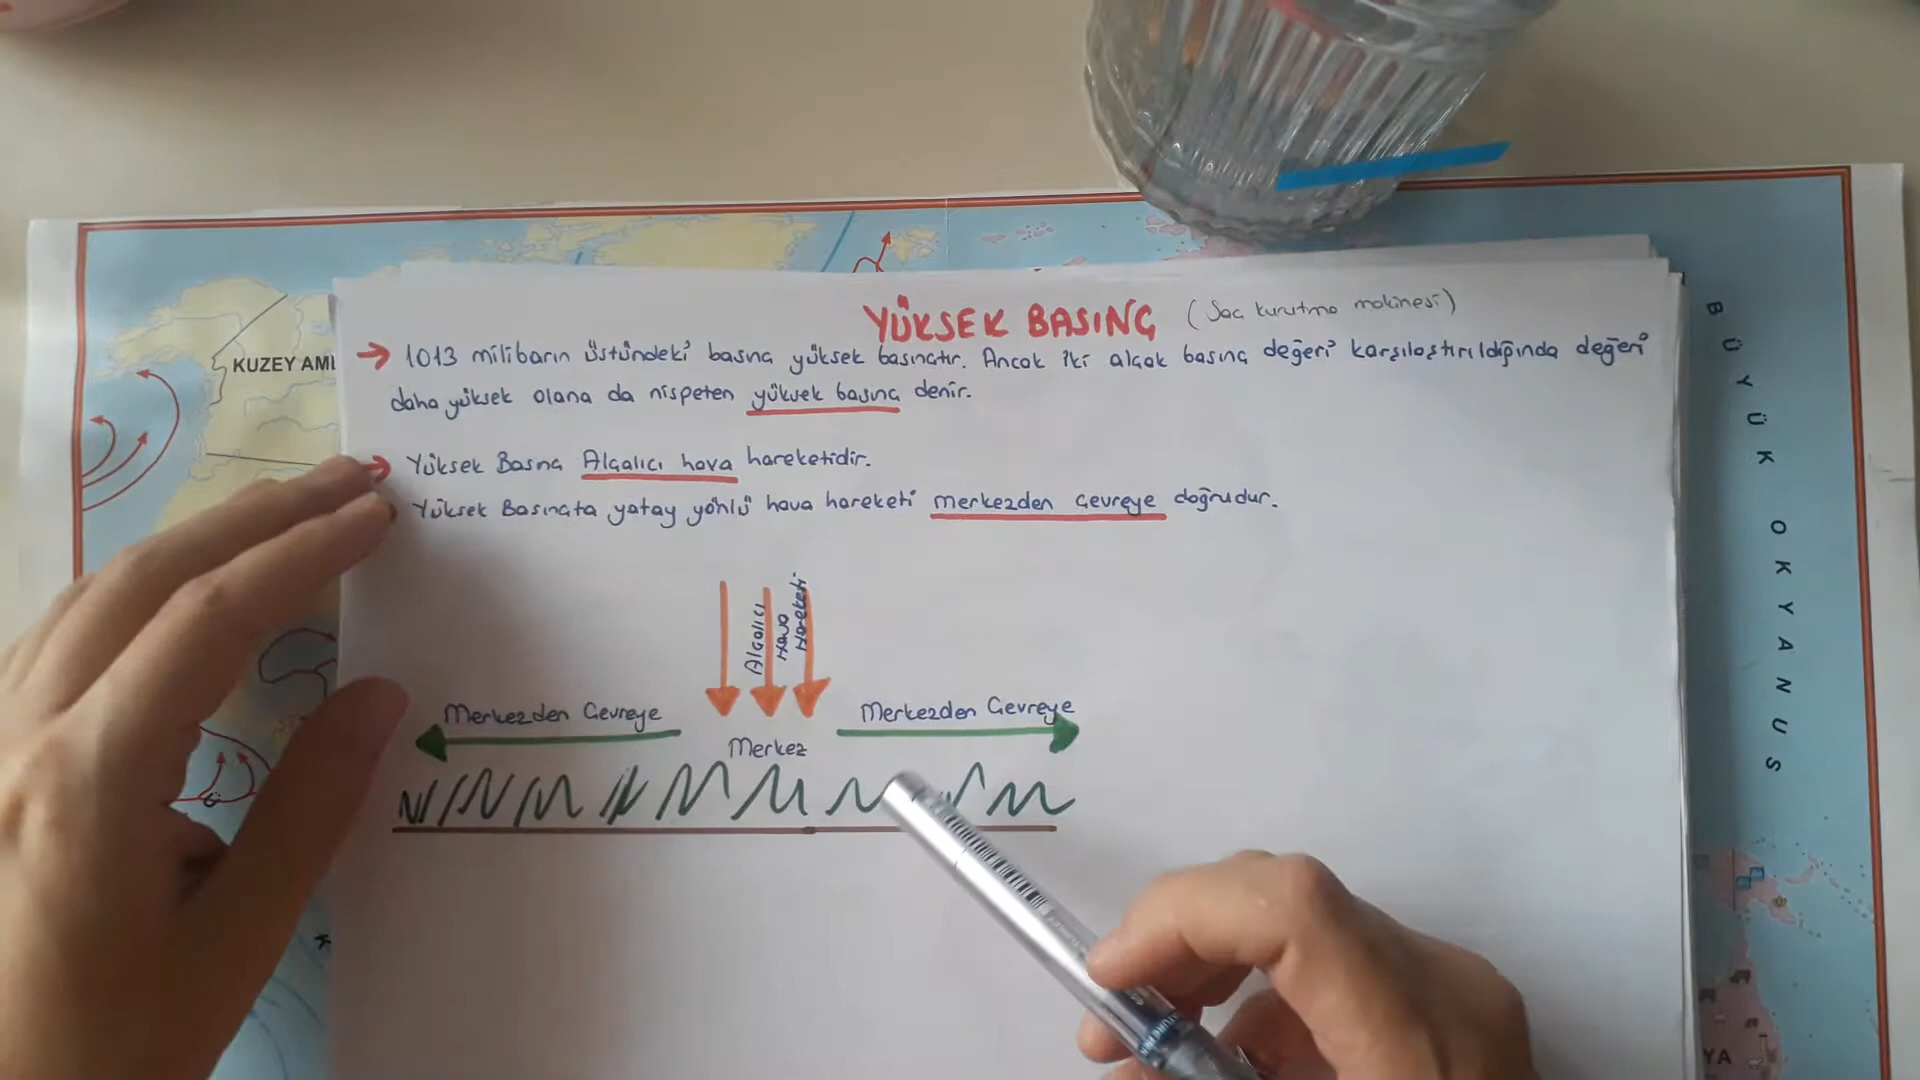 YÜKSEK BASINÇ (Saç kurutma makinesi)
→ 1013 milibarın üstündeki basınç yüksek basınçtır. Ancak iki alçak basınç değeri karşılaştırıldığında değeri
daha yüksek olana da nispeten yüksek basınç denir.
→ Yüksek Basınç Alçalıcı hava hareketidir.
Yüksek Basınçta yatay yönlü hava hareketi merkezden çevreye doğrudur.
Alçalıcı
Hava
Hareketi
Merkezden Çevreye
Merkezden Çevreye
Merkez
KUZEY AM
BÜYÜK OKYANUS
YA